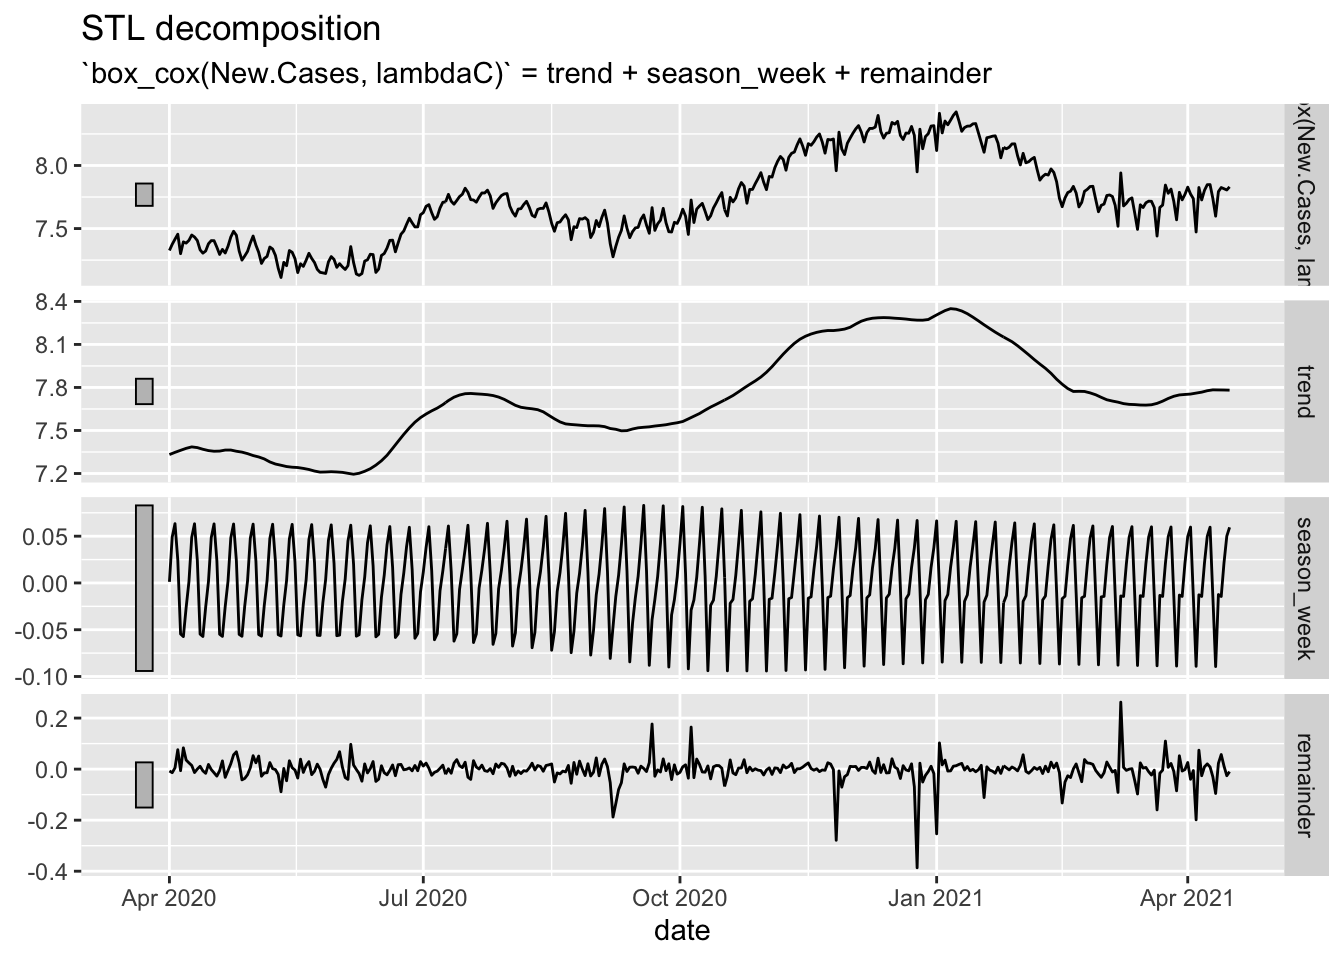 STL decomposition
`box_cox(New.Cases, lambdaC)` = trend + season_week + remainder
8.0
7.5
ox(New.Cases, lan
8.4
8.1
7.8
7.5
7.2
trend
0.05
0.00
-0.05
-0.10
season_week
0.2
0.0
-0.2
-0.4
remainder
Apr 2020
Jul 2020
Oct 2020
Jan 2021
Apr 2021
date